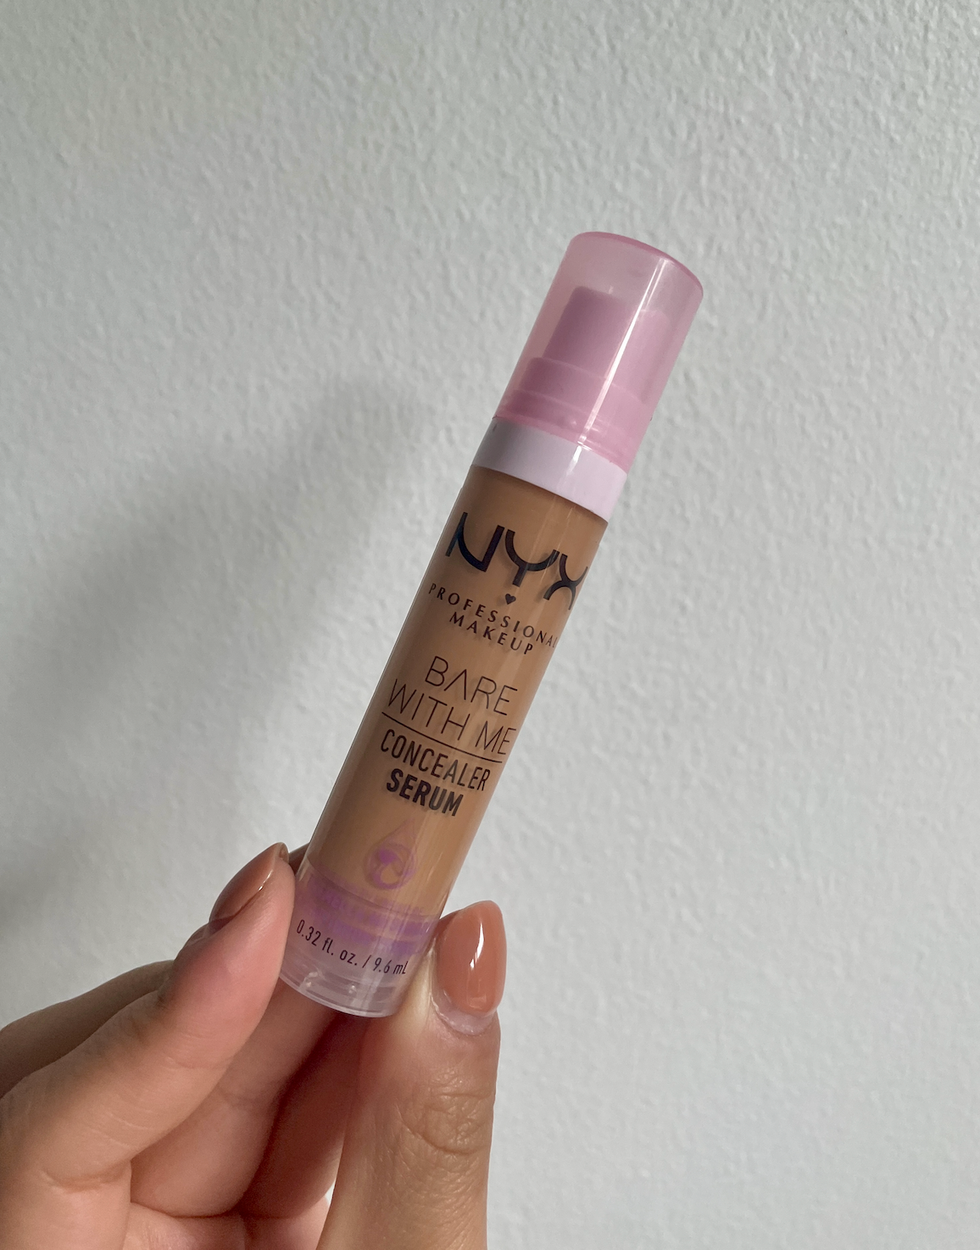 NYX
PROFESSIONAL
MAKEUP
BARE
WITH ME
CONCEALER
SERUM
0.32 fl. oz. / 9.6 mL